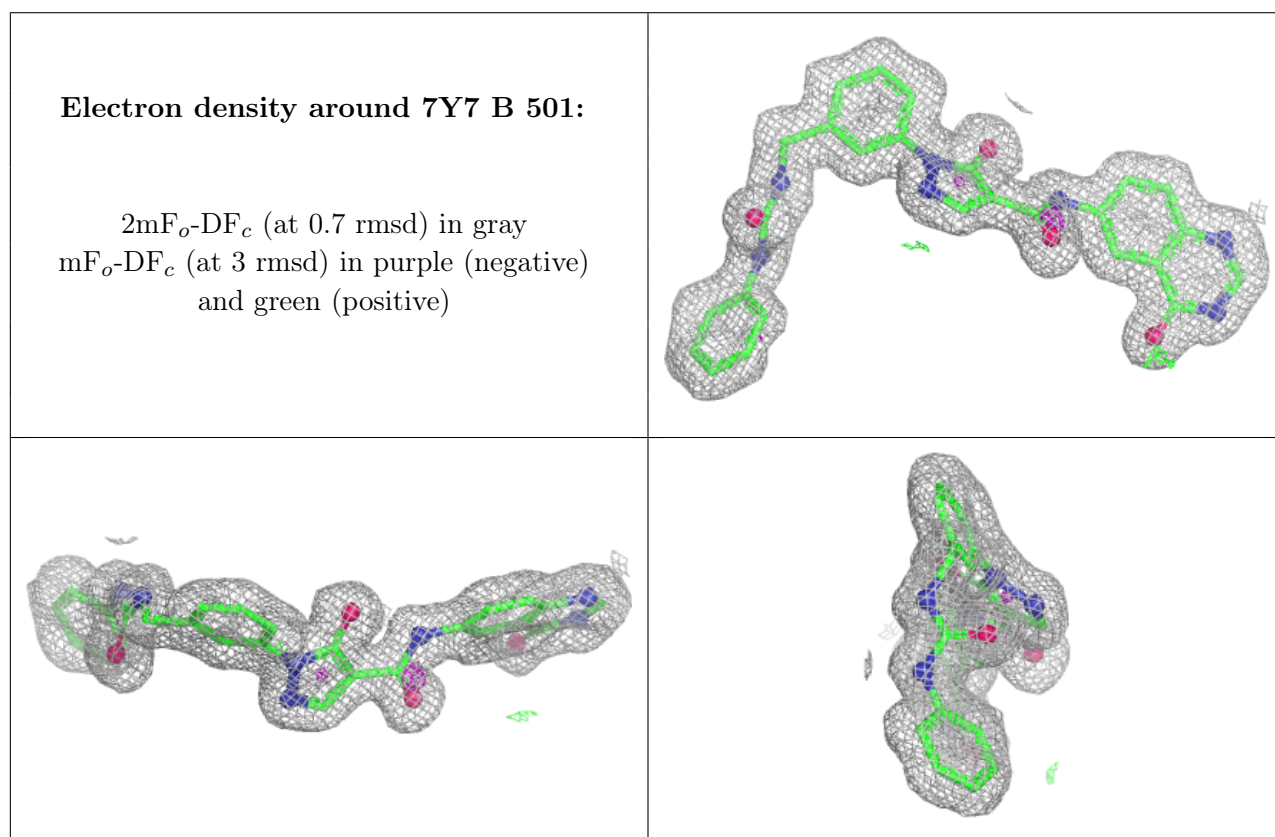 Electron density around 7Y7 B 501:
2mFₒ-DF𝒸 (at 0.7 rmsd) in gray
mFₒ-DF𝒸 (at 3 rmsd) in purple (negative)
and green (positive)